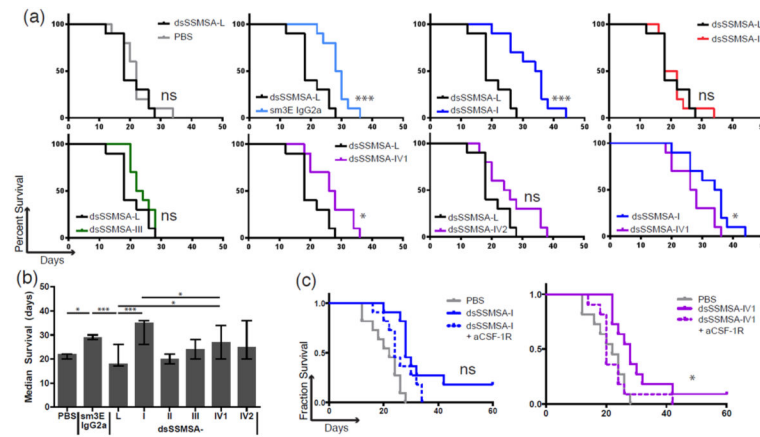 (a)
100
50
0
0 10 20 30 40 50
dsSSMSA-L
PBS
ns
0 10 20 30 40 50
dsSSMSA-L
sm3E IgG2a
***
0 10 20 30 40 50
dsSSMSA-L
dsSSMSA-I
***
100
50
0
0 10 20 30 40 50
dsSSMSA-L
ns
100
50
0
0 10 20 30 40 50
dsSSMSA-L
dsSSMSA-III
ns
0 10 20 30 40 50
dsSSMSA-L
dsSSMSA-IV1
*
0 10 20 30 40 50
dsSSMSA-L
dsSSMSA-IV2
ns
0 10 20 30 40 50
dsSSMSA-I
dsSSMSA-IV1
*
Percent Survival
Days
(b)
Median Survival (days)
40
30
20
10
0
* *** ***
*
*
PBS sm3E IgG2a L I II III IV1 IV2
dsSSMSA-
(c)
Fraction Survival
Days
1.0
0.5
0.0
0 20 40 60
PBS
dsSSMSA-I
dsSSMSA-I
+ aCSF-1R
ns
1.0
0.5
0.0
0 20 40 60
PBS
dsSSMSA-IV1
dsSSMSA-IV1
+ aCSF-1R
*